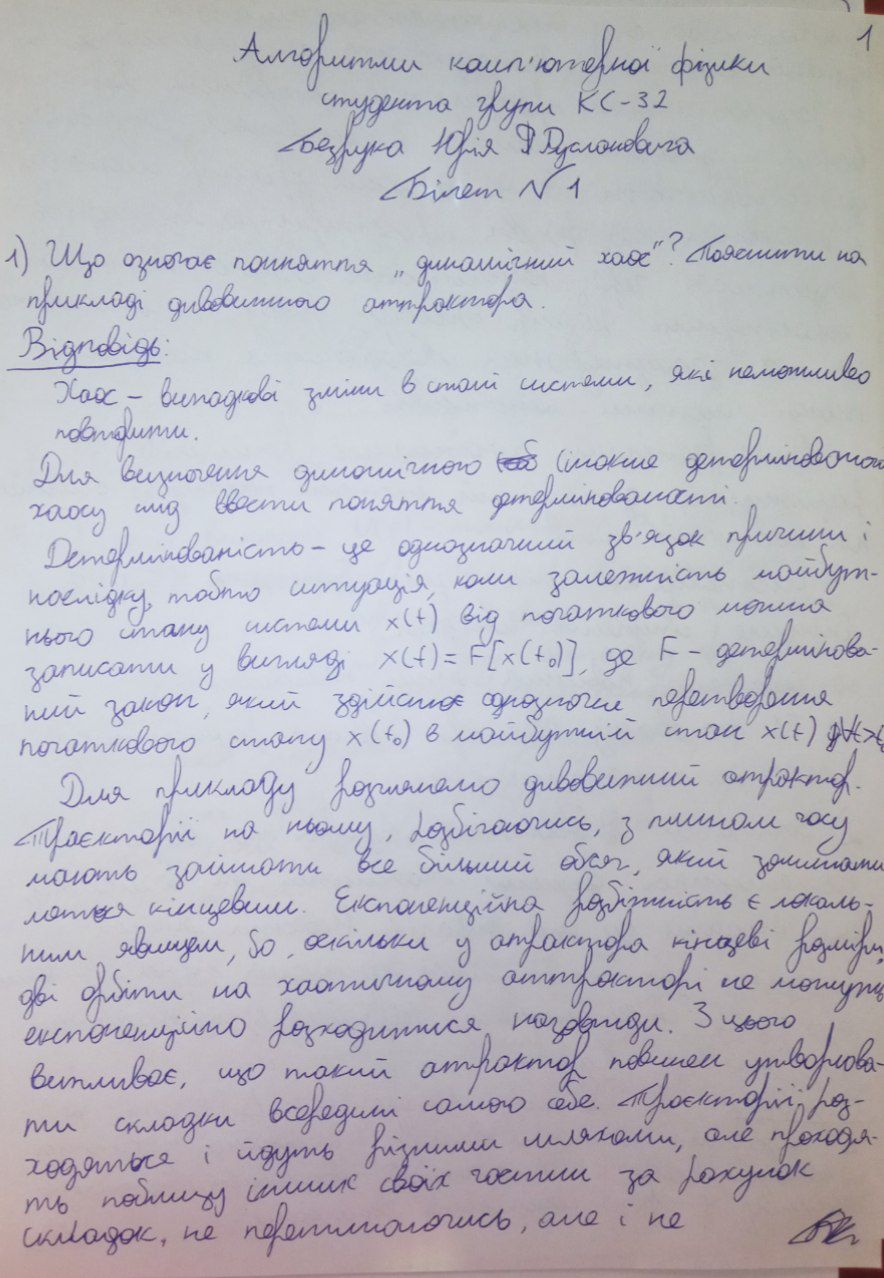 1
Алгоритми комп'ютерної фізики
студента групи КС-32
Безрука Юрія Руслановича
Білет № 1
1) Що означає поняття „динамічний хаос"? Пояснити на
прикладі дивовижного аттрактора.
Відповідь:
Хаос – випадкові зміни в стані системи, які неможливо
повторити.
Для визначення динамічного (інакше детермінованого
хаосу слід ввести поняття детермінованості.
Детермінованість – це однозначний зв'язок причини і
наслідку, тобто ситуація, коли залежність майбут-
нього стану системи x(t) від початкового можна
записати у вигляді x(t) = F[x(t₀)], де F – детермінова-
ний закон, який здійснює однозначне перетворення
початкового стану x(t₀) в майбутній стан x(t) ∀t>t₀
Для прикладу розглянемо дивовижний атрактор.
Траєкторії на ньому, розбігаючись, з плином часу
мають займати все більший обсяг, який
кінцевим. Експоненційна розбіжність є локаль-
ним явищем, бо, оскільки у атрактора кінцеві розміри,
дві орбіти на хаотичному аттракторі не можуть
експоненційно розходитися назавжди. З цього
випливає, що такий атрактор повинен утворюва-
ти складки всередині самого себе. Траєкторії роз-
ходяться і йдуть різними шляхами, але проходя-
ть поблизу інших своїх частин за рахунок
складок, не перетинаючись, але і не